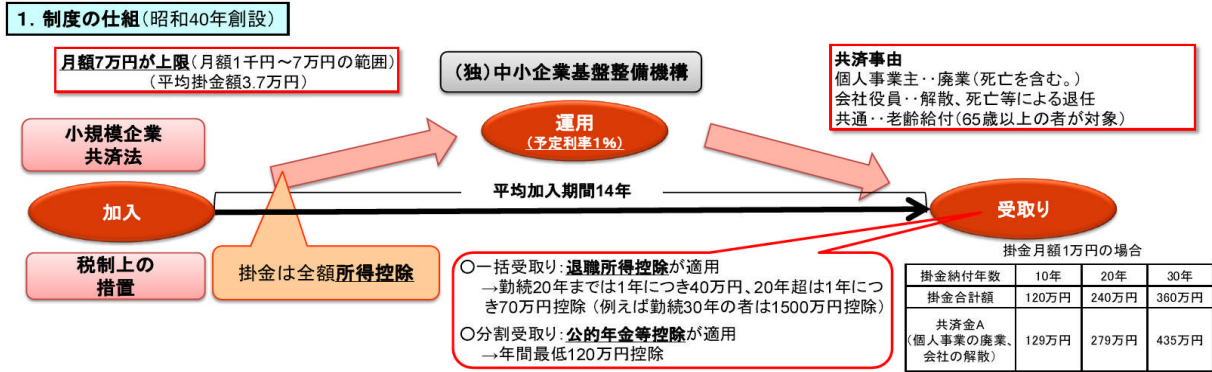 1. 制度の仕組(昭和40年創設)
月額7万円が上限(月額1千円～7万円の範囲)
(平均掛金額3.7万円)
(独)中小企業基盤整備機構
共済事由
個人事業主‥廃業(死亡を含む。)
会社役員‥解散、死亡等による退任
共通‥老齢給付(65歳以上の者が対象)
小規模企業
共済法
運用
(予定利率1%)
平均加入期間14年
加入
受取り
税制上の
措置
掛金は全額所得控除
○一括受取り:退職所得控除が適用
→勤続20年までは1年につき40万円、20年超は1年につ
き70万円控除 (例えば勤続30年の者は1500万円控除)
○分割受取り:公的年金等控除が適用
→年間最低120万円控除
掛金月額1万円の場合
掛金納付年数 10年 20年 30年
掛金合計額 120万円 240万円 360万円
共済金A
(個人事業の廃業、
会社の解散) 129万円 279万円 435万円